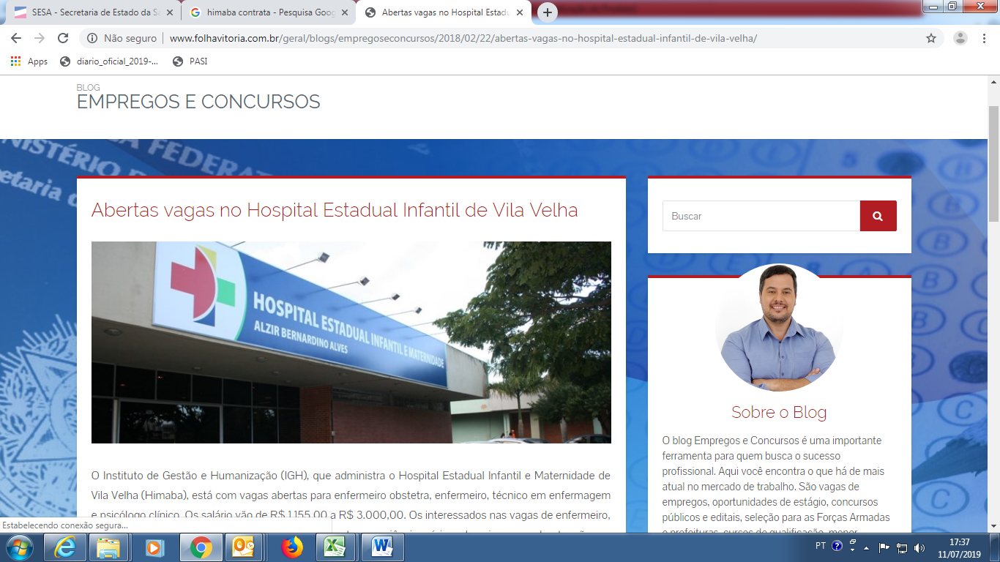 SESA - Secretaria de Estado da Sa
himaba contrata - Pesquisa Goog
Abertas vagas no Hospital Estadu
Não seguro
www.folhavitoria.com.br/geral/blogs/empregoseconcursos/2018/02/22/abertas-vagas-no-hospital-estadual-infantil-de-vila-velha/
Apps
diario_oficial_2019-...
PASI
BLOG
EMPREGOS E CONCURSOS
Abertas vagas no Hospital Estadual Infantil de Vila Velha
HOSPITAL ESTADUAL INFANTIL E MATERNIDADE
ALZIR BERNARDINO ALVES
O Instituto de Gestão e Humanização (IGH), que administra o Hospital Estadual Infantil e Maternidade de
Vila Velha (Himaba), está com vagas abertas para enfermeiro obstetra, enfermeiro, técnico em enfermagem
e psicólogo clínico. Os salário vão de R$ 1.155,00 a R$ 3.000,00. Os interessados nas vagas de enfermeiro,
Buscar
Sobre o Blog
O blog Empregos e Concursos é uma importante
ferramenta para quem busca o sucesso
profissional. Aqui você encontra o que há de mais
atual no mercado de trabalho. São vagas de
empregos, oportunidades de estágio, concursos
públicos e editais, seleção para as Forças Armadas
e prefeituras, cursos de qualificação, menor
Estabelecendo conexão segura...
PT
17:37
11/07/2019